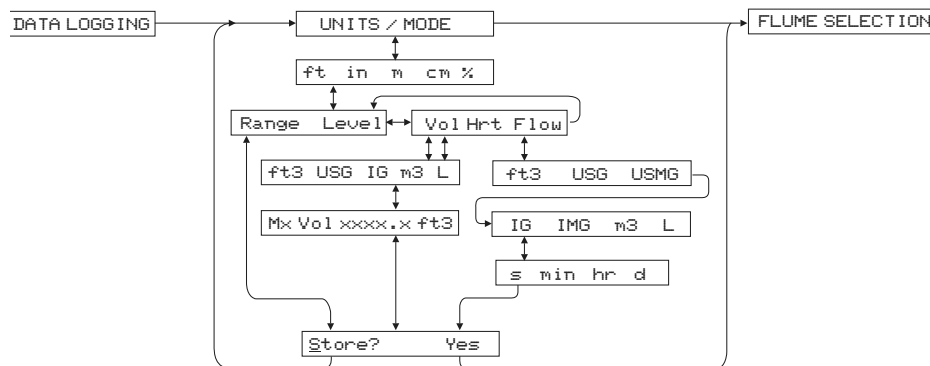 DATA LOGGING
UNITS / MODE
FLUME SELECTION
ft in m cm %
Range Level
Vol Hrt Flow
ft3 USG IG m3 L
ft3 USG USMG
Mx Vol xxxx.x ft3
IG IMG m3 L
s min hr d
Store? Yes